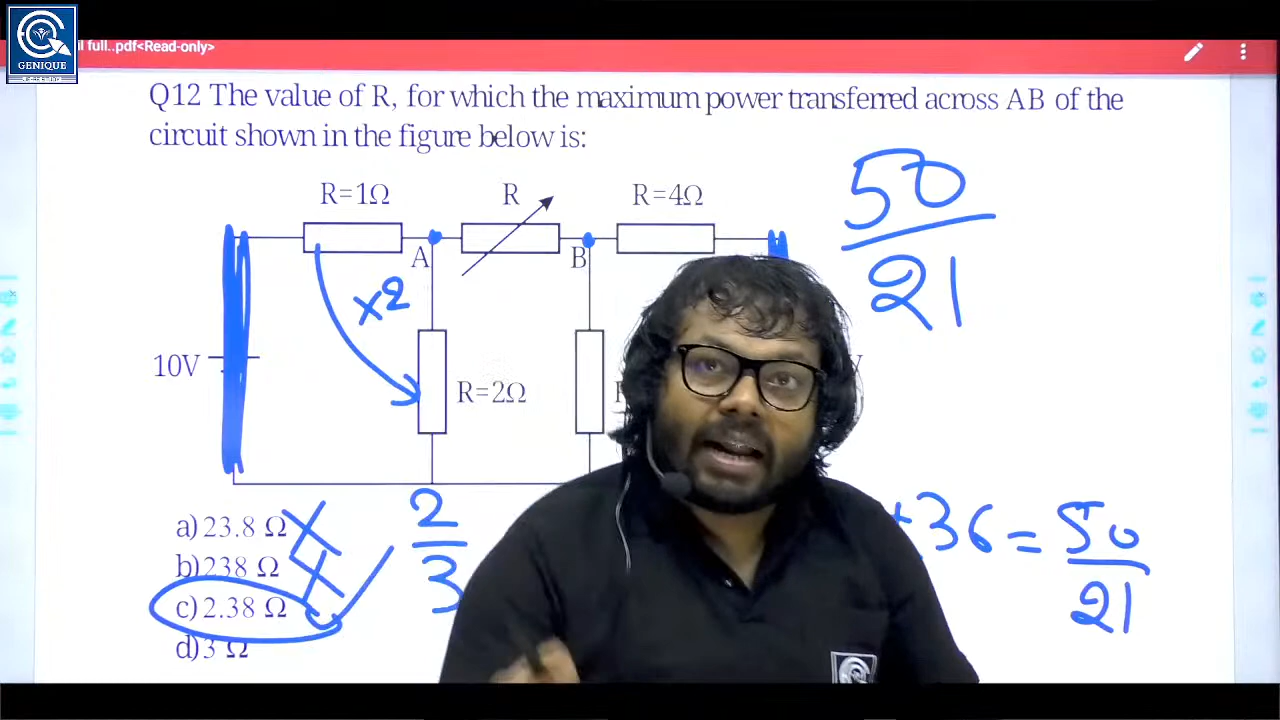 GENIQUE
il full..pdf<Read-only>
Q12 The value of R, for which the maximum power transferred across AB of the
circuit shown in the figure below is:
R=1Ω
R
R=4Ω
A
B
×2
10V
R=2Ω
50
21
a) 23.8 Ω
b) 238 Ω
c) 2.38 Ω
d) 3 Ω
2
3
+36 = 50
21